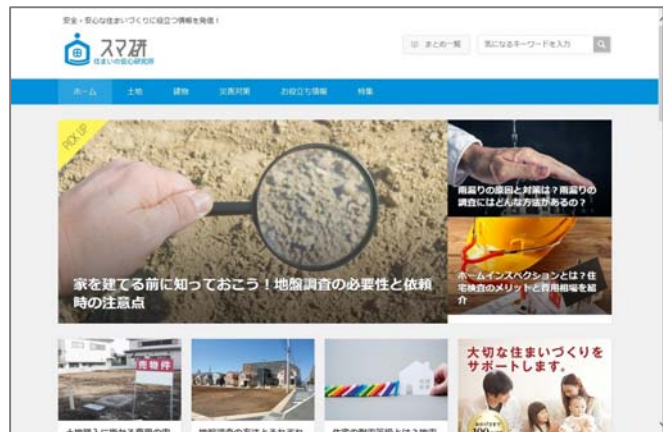 安全・安心な住まいづくりに役立つ情報を発信！
スマ研
住まいの安心研究所
まとめ一覧
気になるキーワードを入力
ホーム 土地 建物 災害対策 お役立ち情報 特集
PICK UP
家を建てる前に知っておこう！地盤調査の必要性と依頼
時の注意点
雨漏りの原因と対策は？雨漏りの
調査にはどんな方法があるの？
ホームインスペクションとは？住
宅検査のメリットと費用相場を紹
介
売物件
大切な住まいづくりを
サポートします。